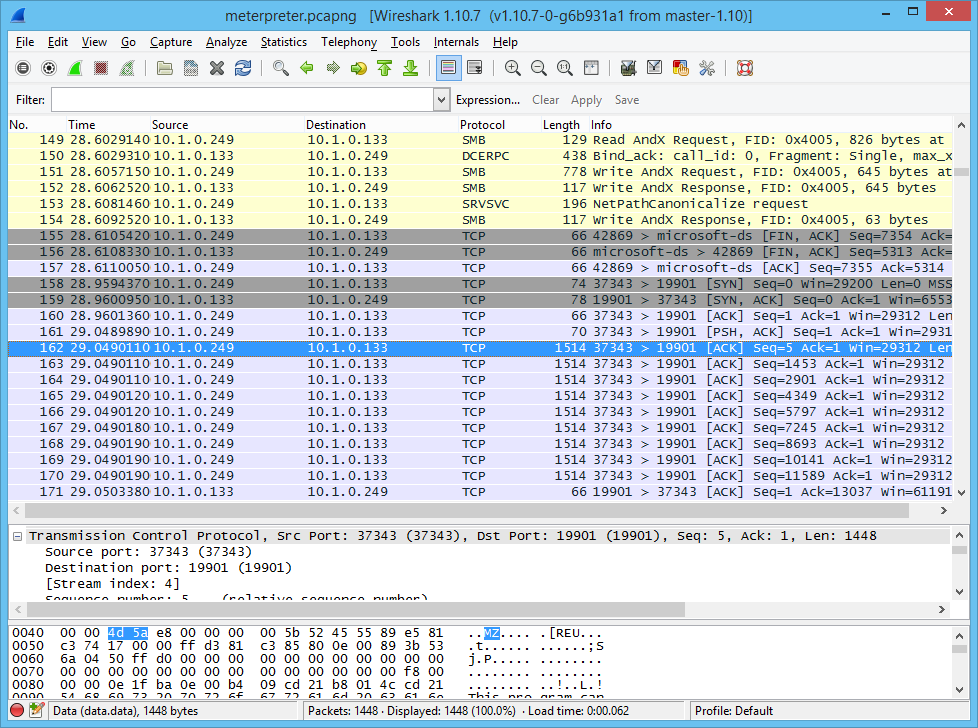 meterpreter.pcapng [Wireshark 1.10.7 (v1.10.7-0-g6b931a1 from master-1.10)]
File Edit View Go Capture Analyze Statistics Telephony Tools Internals Help
Filter: Expression... Clear Apply Save
No. Time Source Destination Protocol Length Info
149 28.6029140 10.1.0.249 10.1.0.133 SMB 129 Read AndX Request, FID: 0x4005, 826 bytes at
150 28.6029310 10.1.0.133 10.1.0.249 DCERPC 438 Bind_ack: call_id: 0, Fragment: Single, max_x
151 28.6057150 10.1.0.249 10.1.0.133 SMB 778 Write AndX Request, FID: 0x4005, 645 bytes at
152 28.6062520 10.1.0.133 10.1.0.249 SMB 117 Write AndX Response, FID: 0x4005, 645 bytes
153 28.6081460 10.1.0.249 10.1.0.133 SRVSVC 196 NetPathCanonicalize request
154 28.6092520 10.1.0.133 10.1.0.249 SMB 117 Write AndX Response, FID: 0x4005, 63 bytes
155 28.6105420 10.1.0.249 10.1.0.133 TCP 66 42869 > microsoft-ds [FIN, ACK] Seq=7354 Ack=
156 28.6108330 10.1.0.133 10.1.0.249 TCP 66 microsoft-ds > 42869 [FIN, ACK] Seq=5313 Ack=
157 28.6110050 10.1.0.249 10.1.0.133 TCP 66 42869 > microsoft-ds [ACK] Seq=7355 Ack=5314
158 28.9594370 10.1.0.249 10.1.0.133 TCP 74 37343 > 19901 [SYN] Seq=0 Win=29200 Len=0 MSS
159 28.9600950 10.1.0.133 10.1.0.249 TCP 78 19901 > 37343 [SYN, ACK] Seq=0 Ack=1 Win=6553
160 28.9601360 10.1.0.249 10.1.0.133 TCP 66 37343 > 19901 [ACK] Seq=1 Ack=1 Win=29312 Len
161 29.0489890 10.1.0.249 10.1.0.133 TCP 70 37343 > 19901 [PSH, ACK] Seq=1 Ack=1 Win=2931
162 29.0490110 10.1.0.249 10.1.0.133 TCP 1514 37343 > 19901 [ACK] Seq=5 Ack=1 Win=29312 Len
163 29.0490110 10.1.0.249 10.1.0.133 TCP 1514 37343 > 19901 [ACK] Seq=1453 Ack=1 Win=29312
164 29.0490110 10.1.0.249 10.1.0.133 TCP 1514 37343 > 19901 [ACK] Seq=2901 Ack=1 Win=29312
165 29.0490120 10.1.0.249 10.1.0.133 TCP 1514 37343 > 19901 [ACK] Seq=4349 Ack=1 Win=29312
166 29.0490120 10.1.0.249 10.1.0.133 TCP 1514 37343 > 19901 [ACK] Seq=5797 Ack=1 Win=29312
167 29.0490180 10.1.0.249 10.1.0.133 TCP 1514 37343 > 19901 [ACK] Seq=7245 Ack=1 Win=29312
168 29.0490190 10.1.0.249 10.1.0.133 TCP 1514 37343 > 19901 [ACK] Seq=8693 Ack=1 Win=29312
169 29.0490190 10.1.0.249 10.1.0.133 TCP 1514 37343 > 19901 [ACK] Seq=10141 Ack=1 Win=29312
170 29.0490190 10.1.0.249 10.1.0.133 TCP 1514 37343 > 19901 [ACK] Seq=11589 Ack=1 Win=29312
171 29.0503380 10.1.0.133 10.1.0.249 TCP 66 19901 > 37343 [ACK] Seq=1 Ack=13037 Win=61191
Transmission Control Protocol, Src Port: 37343 (37343), Dst Port: 19901 (19901), Seq: 5, Ack: 1, Len: 1448
Source port: 37343 (37343)
Destination port: 19901 (19901)
[Stream index: 4]
Sequence number: 5 (relative sequence number)
0040 00 00 4d 5a e8 00 00 00 00 5b 52 45 55 89 e5 81 ..MZ..... .[REU...
0050 c3 74 17 00 00 ff d3 81 c3 85 80 0e 00 89 3b 53 .t...... ......;S
0060 6a 04 50 ff d0 00 00 00 00 00 00 00 00 00 00 00 j.P..... ........
0070 00 00 00 00 00 00 00 00 00 00 00 00 00 00 f8 00 ........ ........
0080 00 00 0e 1f ba 0e 00 b4 09 cd 21 b8 01 4c cd 21 ........ ..!..L.!
0090 54 68 69 73 20 70 72 6f 67 72 61 6d 20 63 61 6e This pro gram can
Data (data.data), 1448 bytes
Packets: 1448 · Displayed: 1448 (100.0%) · Load time: 0:00.062
Profile: Default